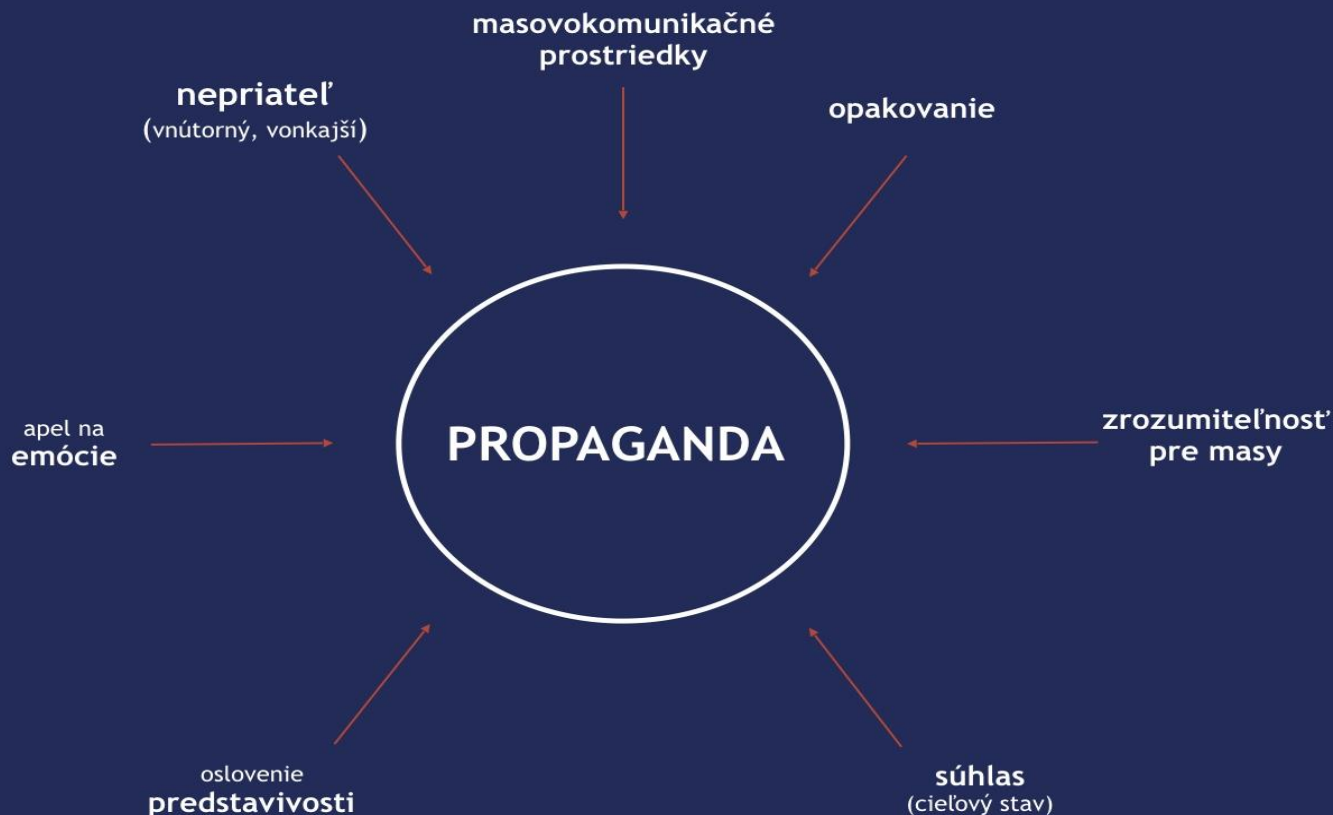 masovokomunikačné
prostriedky
nepriateľ
(vnútorný, vonkajší)
opakovanie
apel na
emócie
PROPAGANDA
zrozumiteľnosť
pre masy
oslovenie
predstavivosti
súhlas
(cieľový stav)